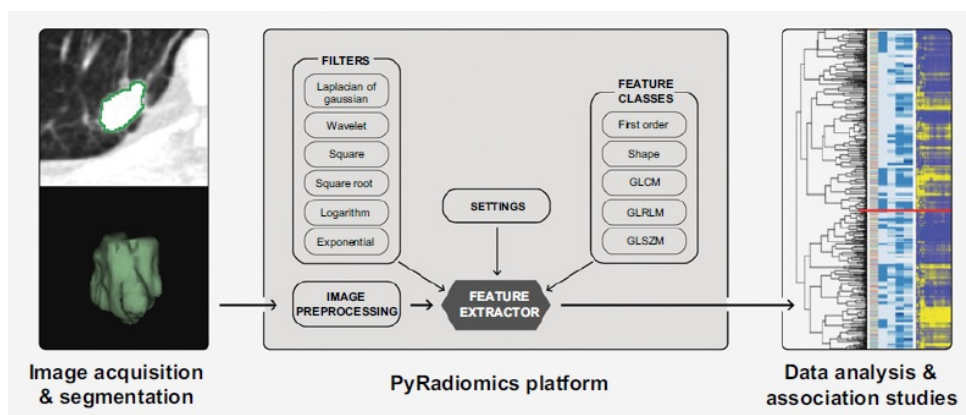 FILTERS
Laplacian of
gaussian
Wavelet
Square
Square root
Logarithm
Exponential
SETTINGS
FEATURE
CLASSES
First order
Shape
GLCM
GLRLM
GLSZM
IMAGE
PREPROCESSING
FEATURE
EXTRACTOR
Image acquisition
& segmentation
PyRadiomics platform
Data analysis &
association studies